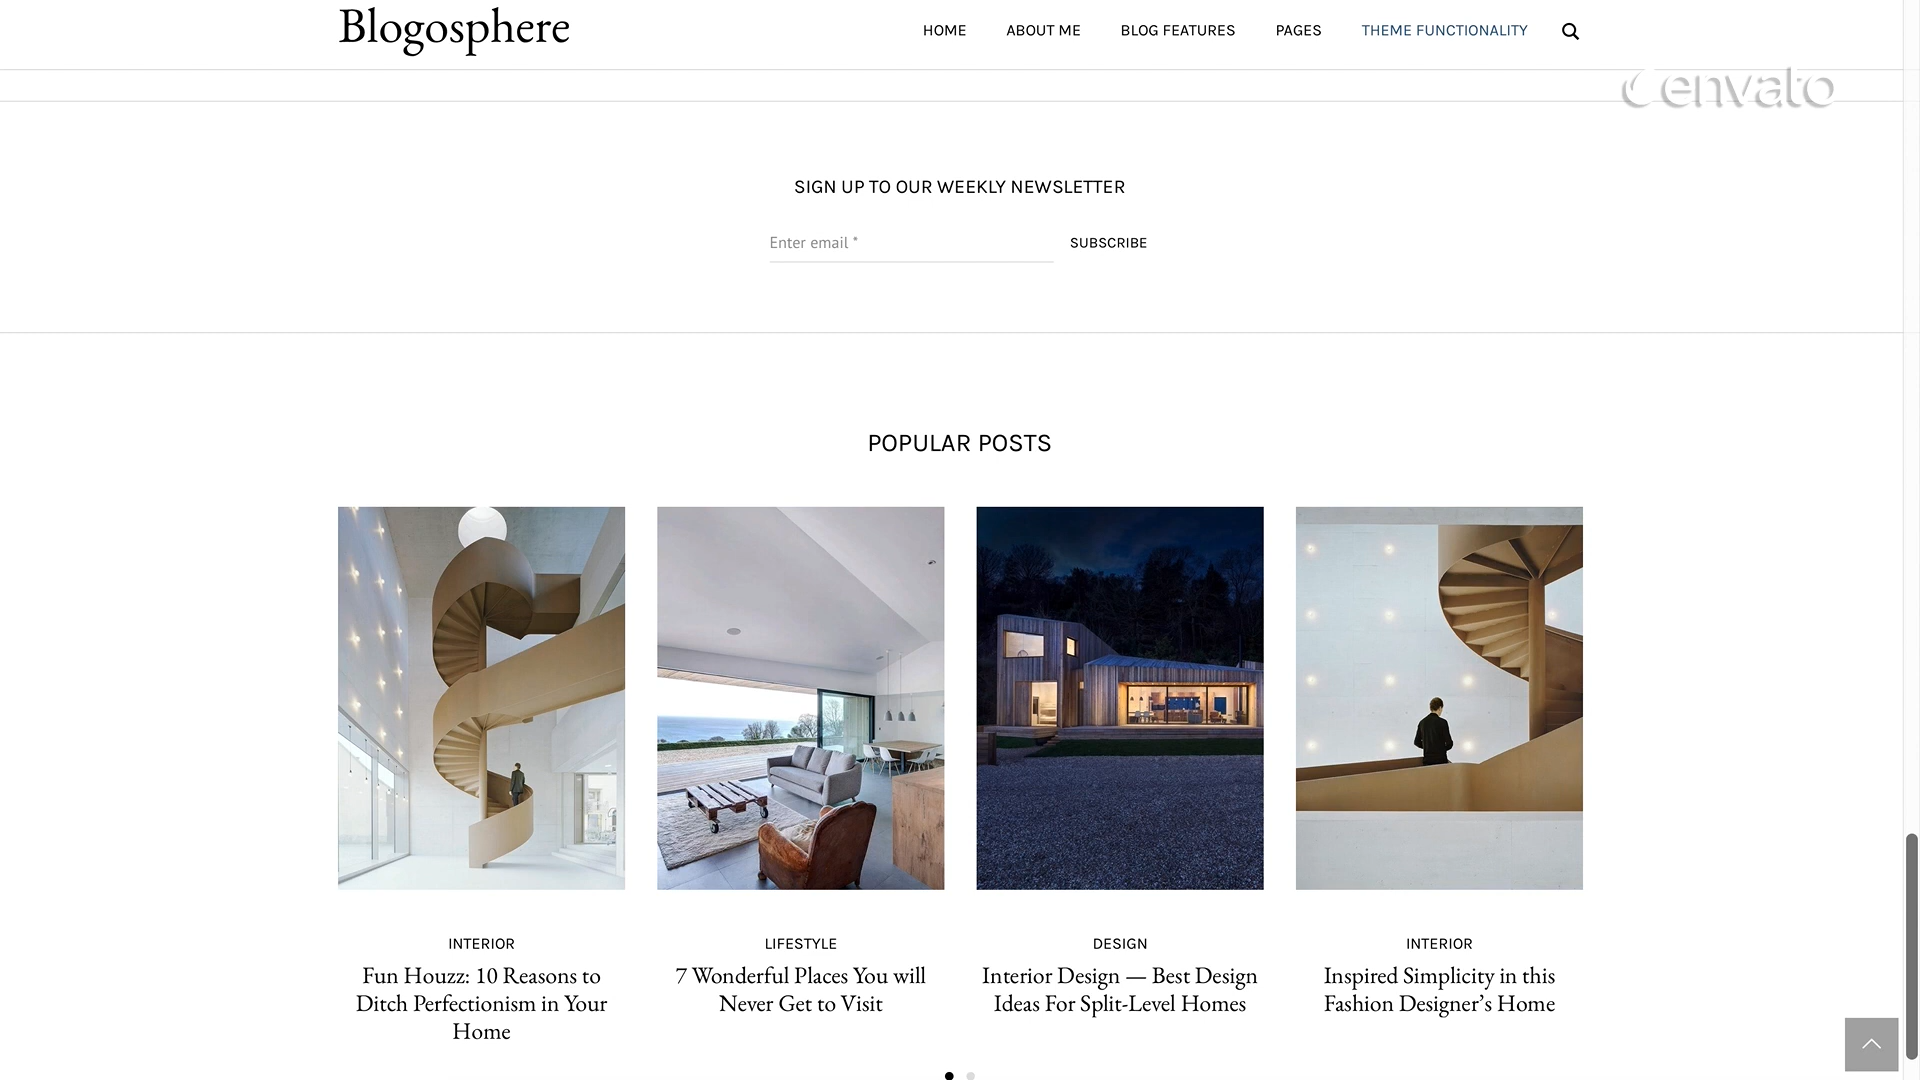 Blogosphere
HOME ABOUT ME BLOG FEATURES PAGES THEME FUNCTIONALITY
envato
SIGN UP TO OUR WEEKLY NEWSLETTER
Enter email * SUBSCRIBE
POPULAR POSTS
INTERIOR
Fun Houzz: 10 Reasons to
Ditch Perfectionism in Your
Home
LIFESTYLE
7 Wonderful Places You will
Never Get to Visit
DESIGN
Interior Design — Best Design
Ideas For Split-Level Homes
INTERIOR
Inspired Simplicity in this
Fashion Designer’s Home